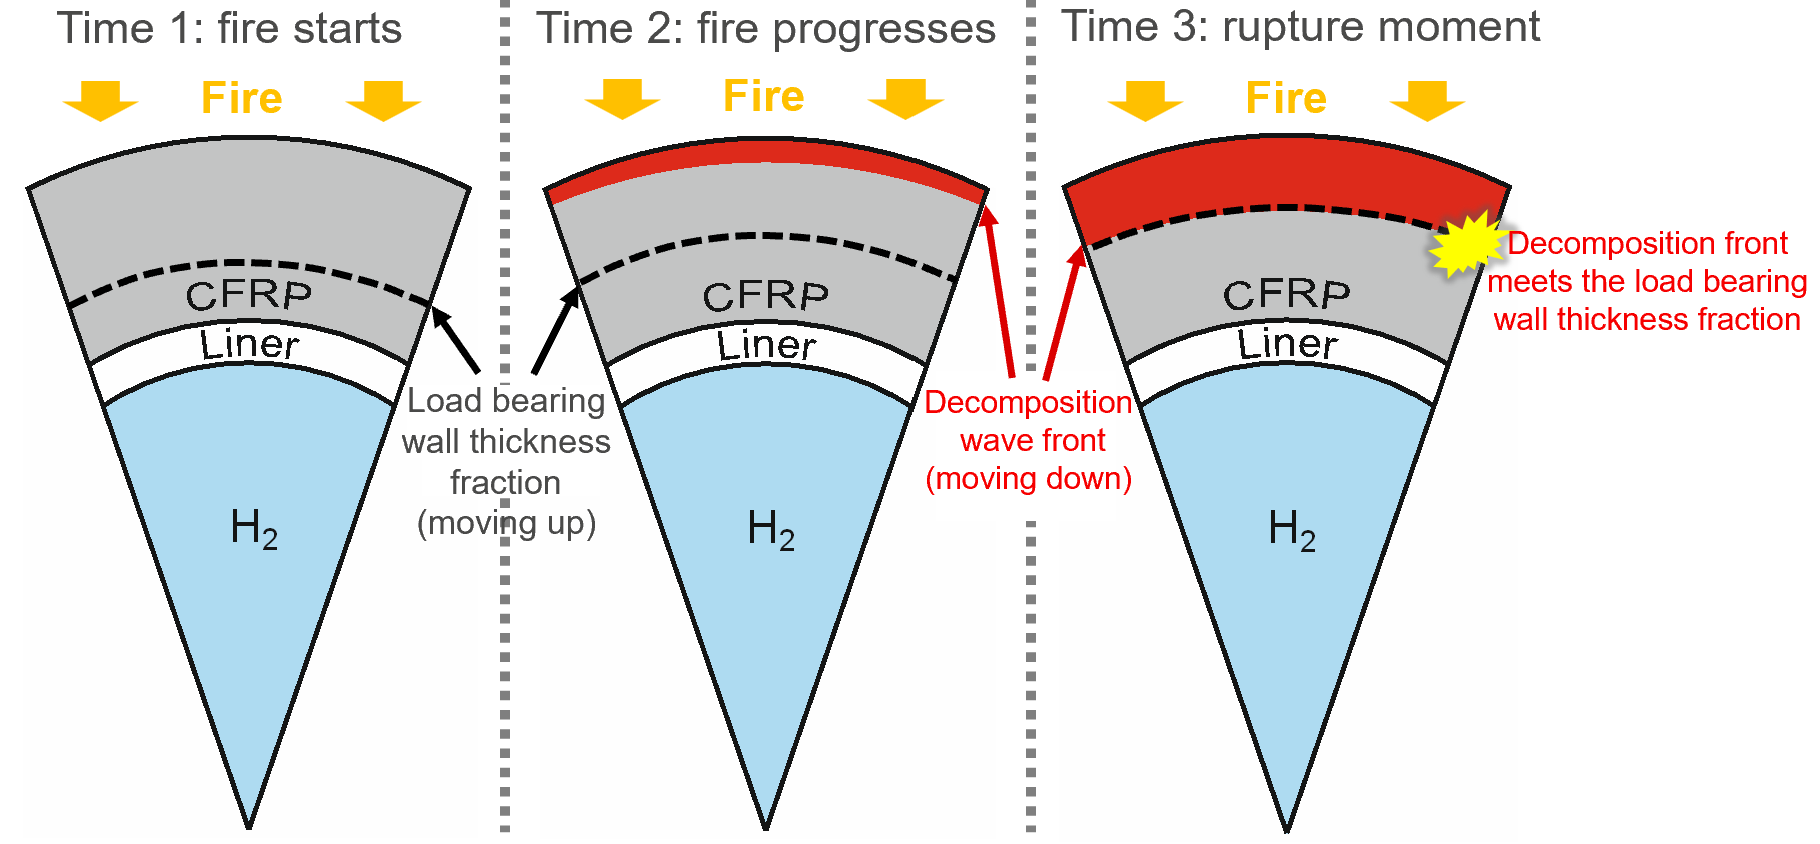 Time 1: fire starts
Time 2: fire progresses
Time 3: rupture moment
Fire
Fire
Fire
CFRP
Liner
H₂
Load bearing
wall thickness
fraction
(moving up)
CFRP
Liner
H₂
Decomposition
wave front
(moving down)
CFRP
Liner
H₂
Decomposition front
meets the load bearing
wall thickness fraction